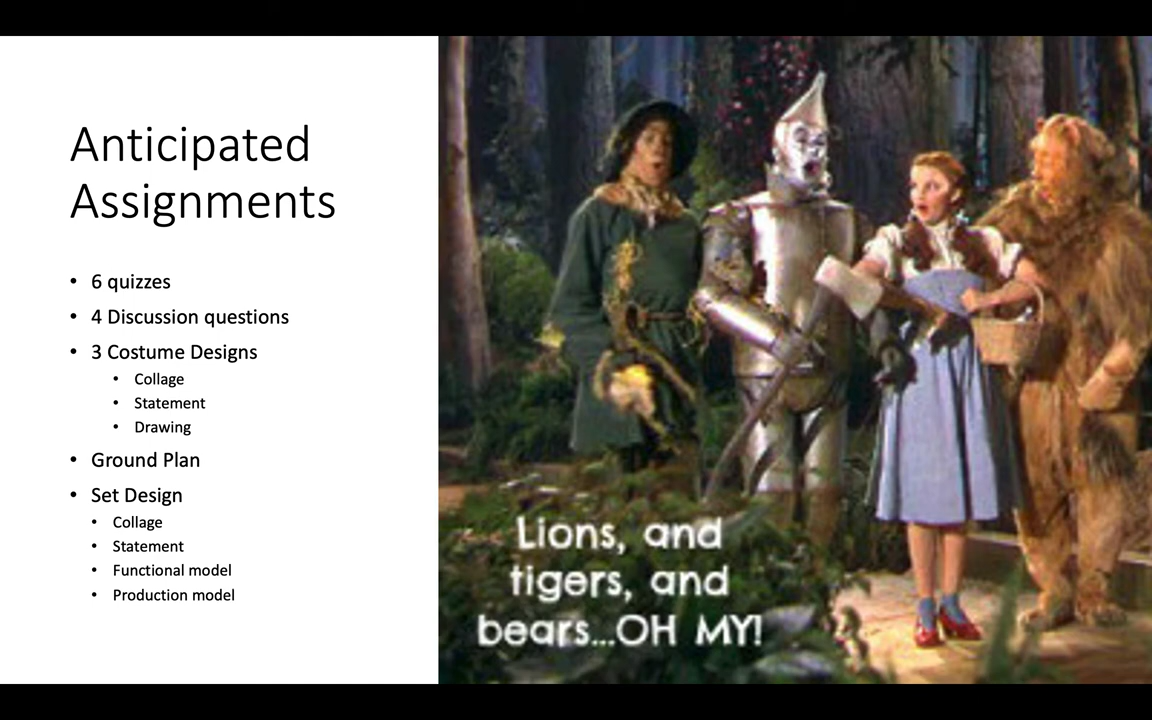 Anticipated
Assignments
• 6 quizzes
• 4 Discussion questions
• 3 Costume Designs
• Collage
• Statement
• Drawing
• Ground Plan
• Set Design
• Collage
• Statement
• Functional model
• Production model
Lions, and
tigers, and
bears...OH MY!